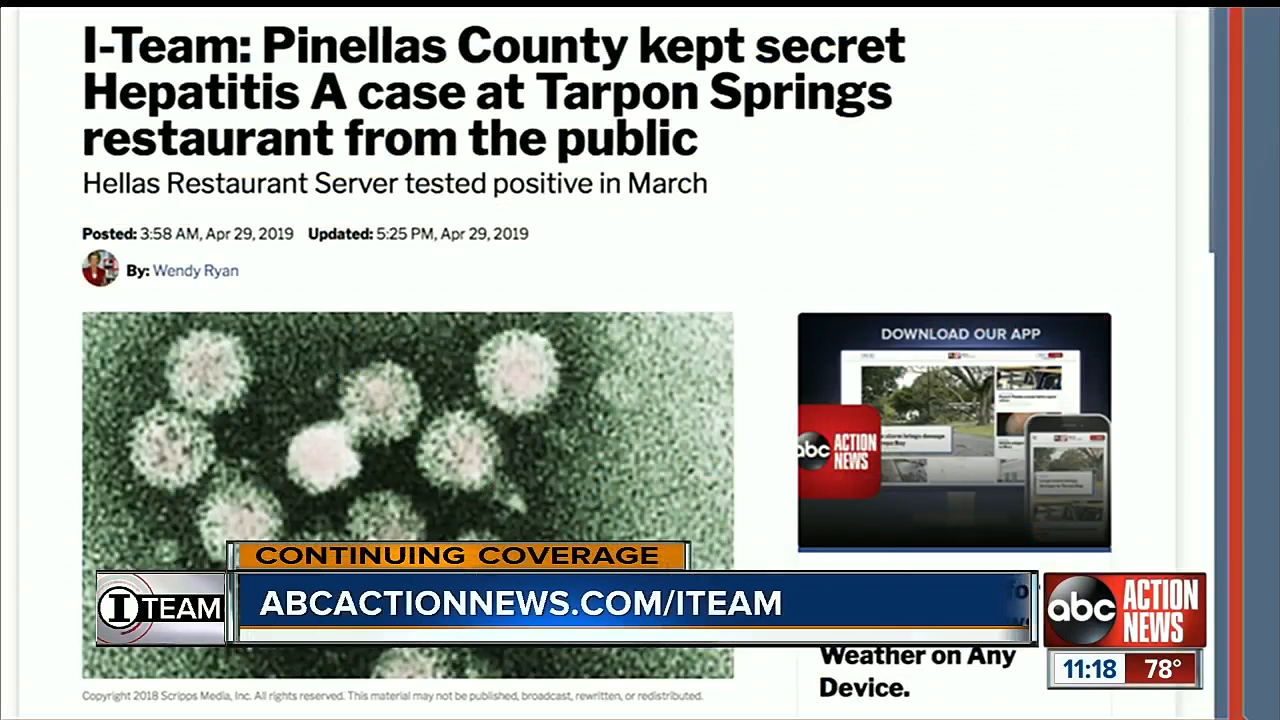 I-Team: Pinellas County kept secret
Hepatitis A case at Tarpon Springs
restaurant from the public
Hellas Restaurant Server tested positive in March
Posted: 3:58 AM, Apr 29, 2019 Updated: 5:25 PM, Apr 29, 2019
By: Wendy Ryan
DOWNLOAD OUR APP
abc ACTION
NEWS
CONTINUING COVERAGE
I TEAM
ABCACTIONNEWS.COM/ITEAM
abc ACTION
NEWS
Weather on Any
Device.
11:18 78°
Copyright 2018 Scripps Media, Inc. All rights reserved. This material may not be published, broadcast, rewritten, or redistributed.